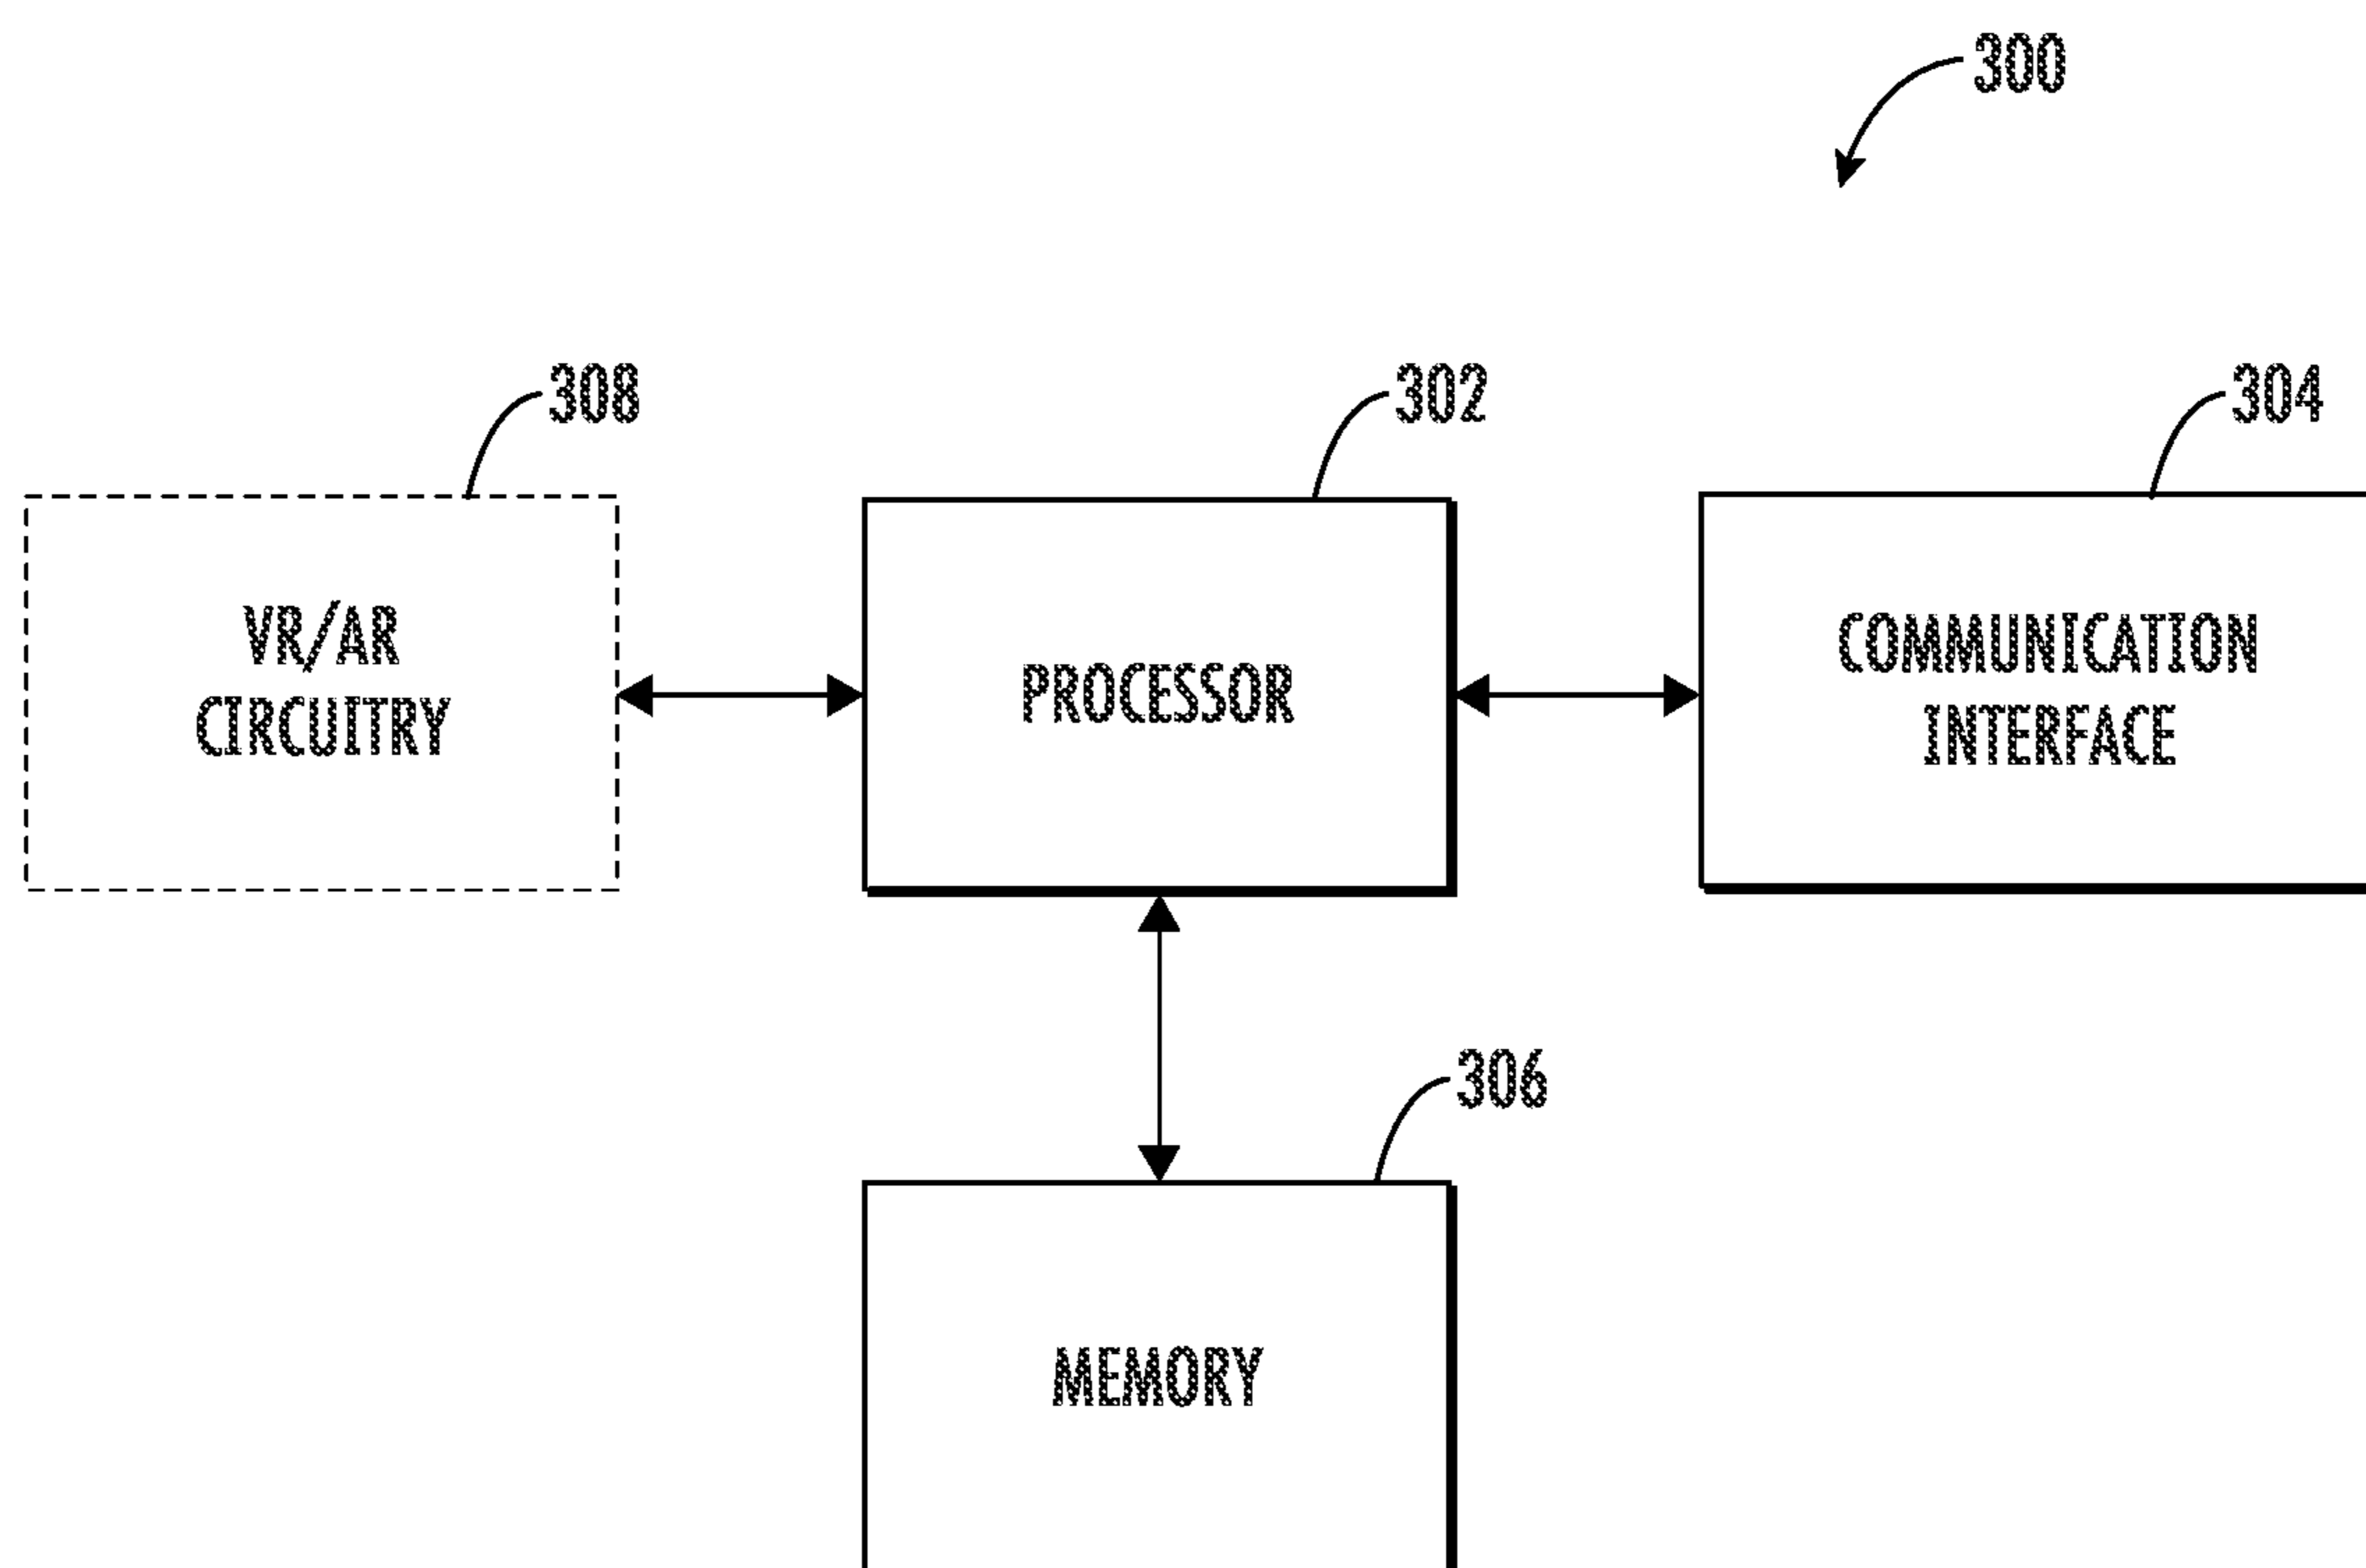 300
308
302
304
VR/AR
CIRCUITRY
PROCESSOR
COMMUNICATION
INTERFACE
306
MEMORY